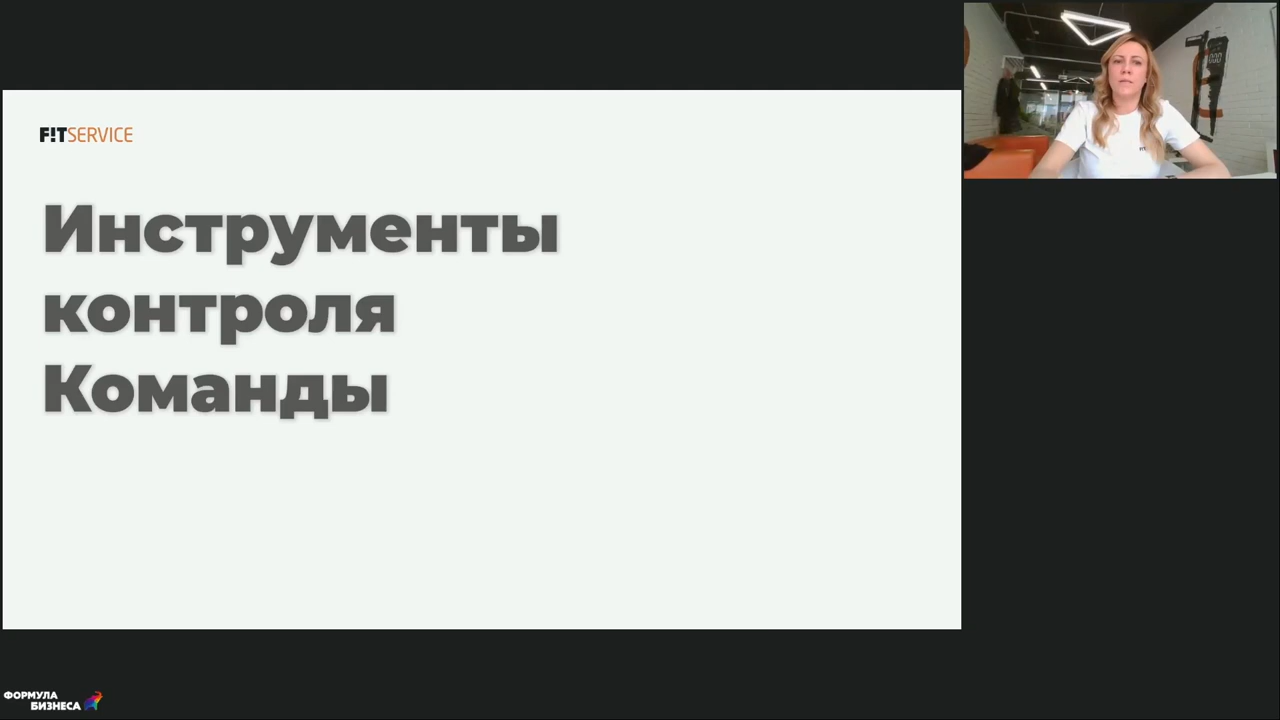 F!TSERVICE
Инструменты
контроля
Команды
ФОРМУЛА
БИЗНЕСА